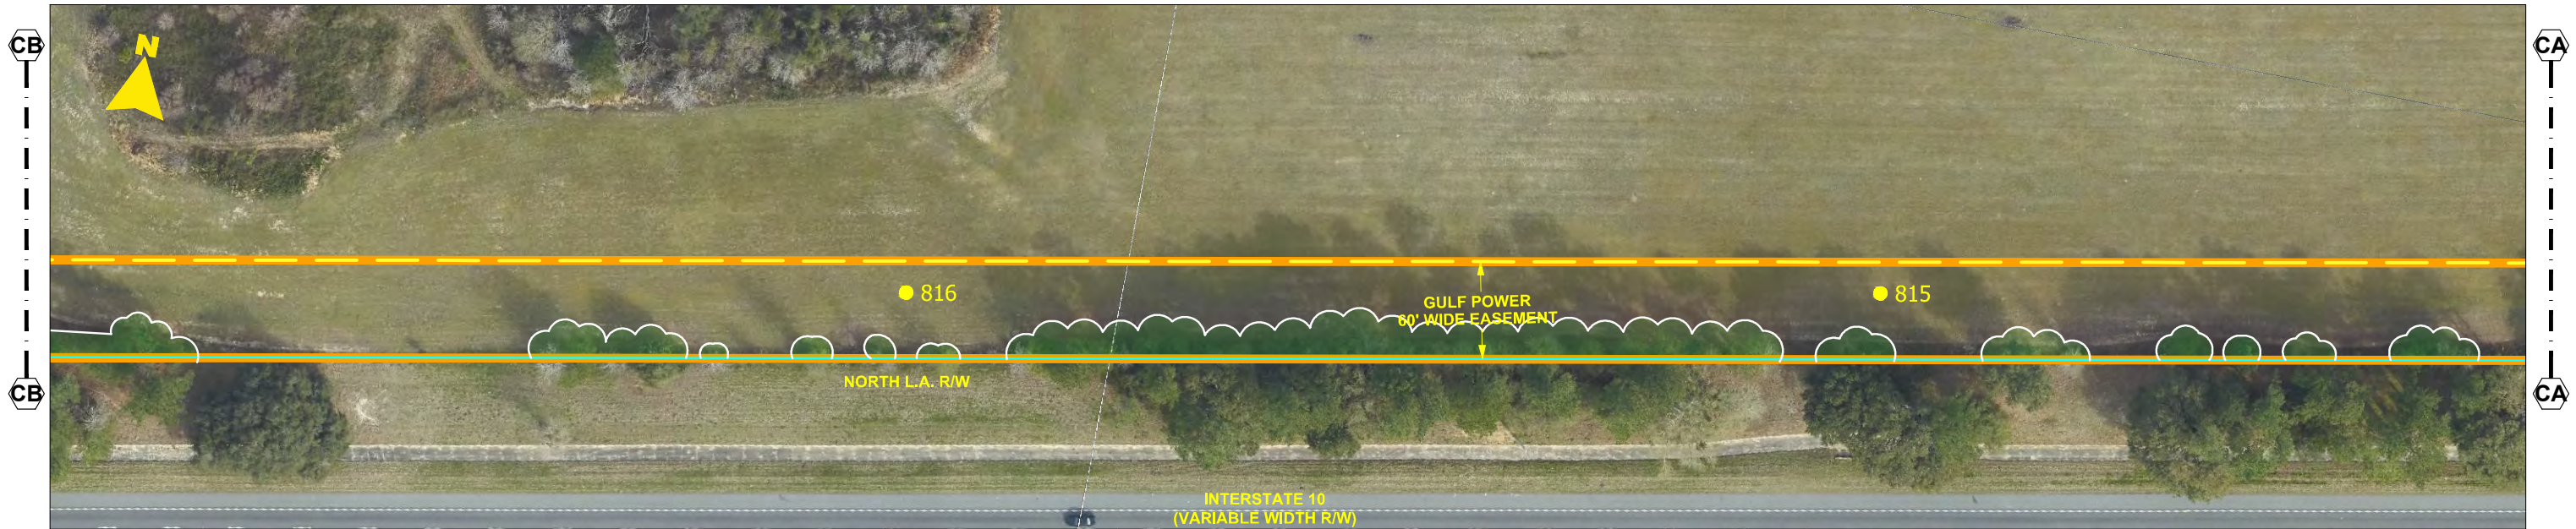 CB
N
CA
816
815
GULF POWER
60' WIDE EASEMENT
CB
NORTH L.A. R/W
CA
INTERSTATE 10
(VARIABLE WIDTH R/W)